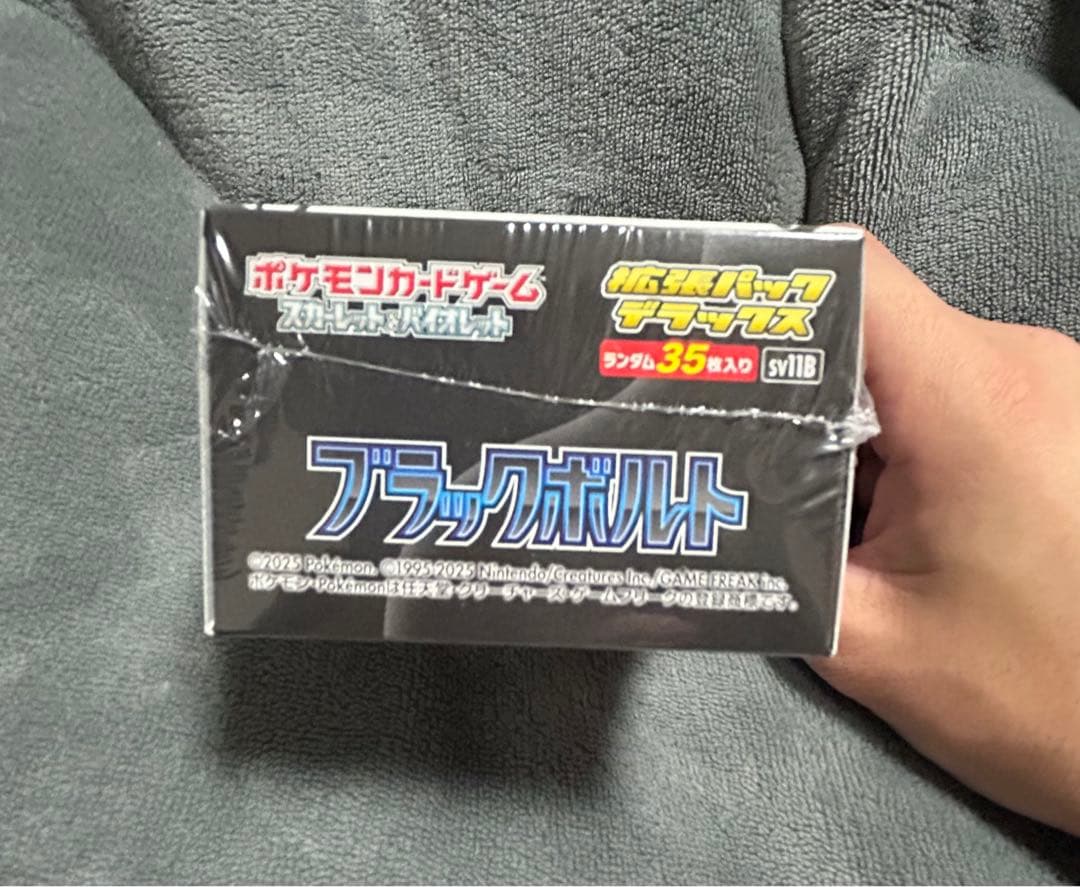 ポケモンカードゲーム
スカーレット&バイオレット
拡張パック
デラックス
ランダム35枚入り sv11B
ブラックボルト
©2025 Pokémon. ©1995-2025 Nintendo/Creatures Inc./GAME FREAK inc.
ポケモン・Pokémonは任天堂・クリーチャーズ・ゲームフリークの登録商標です。